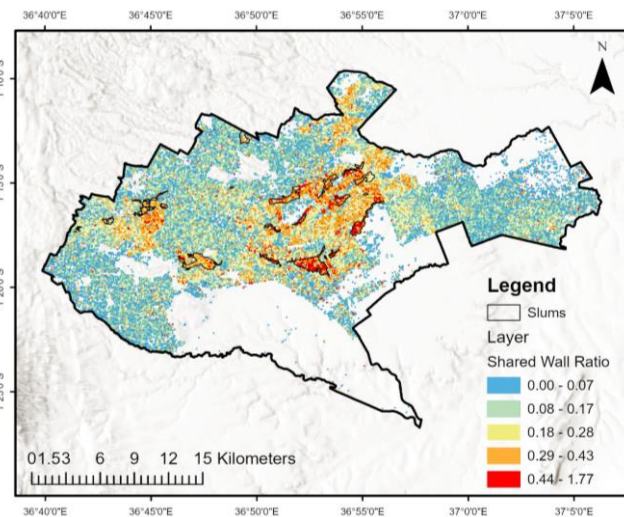 36°40'0"E 36°45'0"E 36°50'0"E 36°55'0"E 37°0'0"E 37°5'0"E
N
Legend
Slums
Layer
Shared Wall Ratio
0.00 - 0.07
0.08 - 0.17
0.18 - 0.28
0.29 - 0.43
0.44 - 1.77
01.53 6 9 12 15 Kilometers
36°40'0"E 36°45'0"E 36°50'0"E 36°55'0"E 37°0'0"E 37°5'0"E